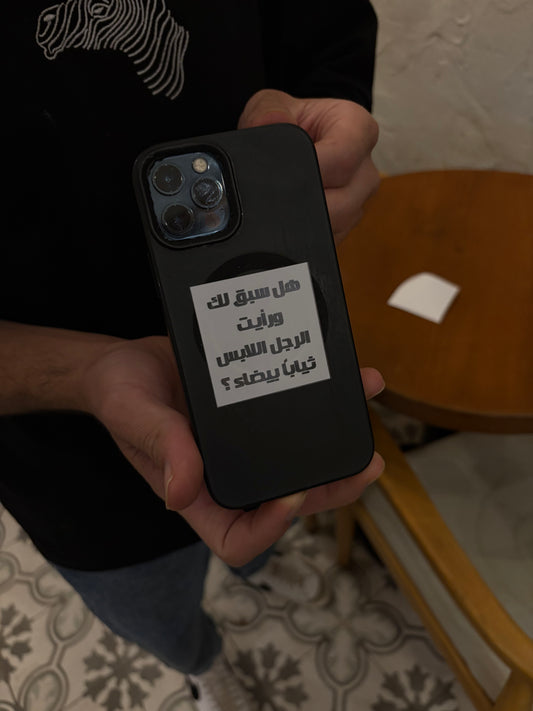 هل سبق لك
ورأيت
الرجل اللابس
ثياباً بيضاء ؟